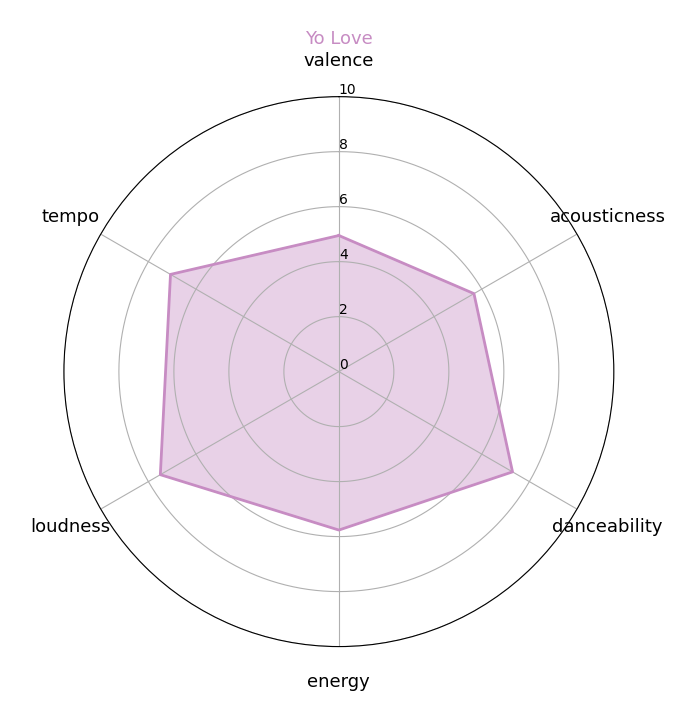 Yo Love
valence
10
8
6
4
2
0
tempo
acousticness
loudness
danceability
energy